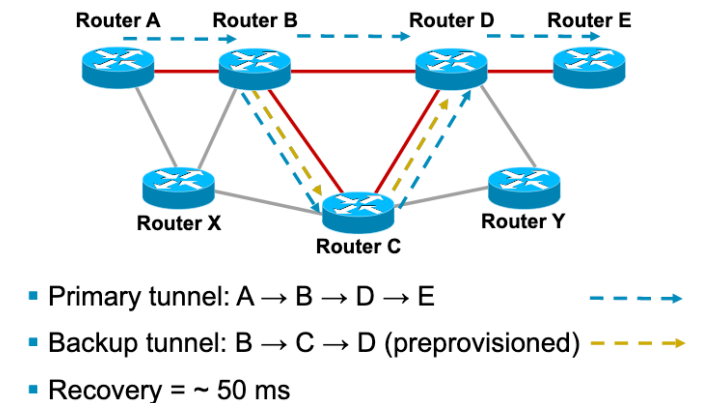 Router A Router B Router D Router E
Router X
Router Y
Router C
▪ Primary tunnel: A → B → D → E
▪ Backup tunnel: B → C → D (preprovisioned)
▪ Recovery = ~ 50 ms